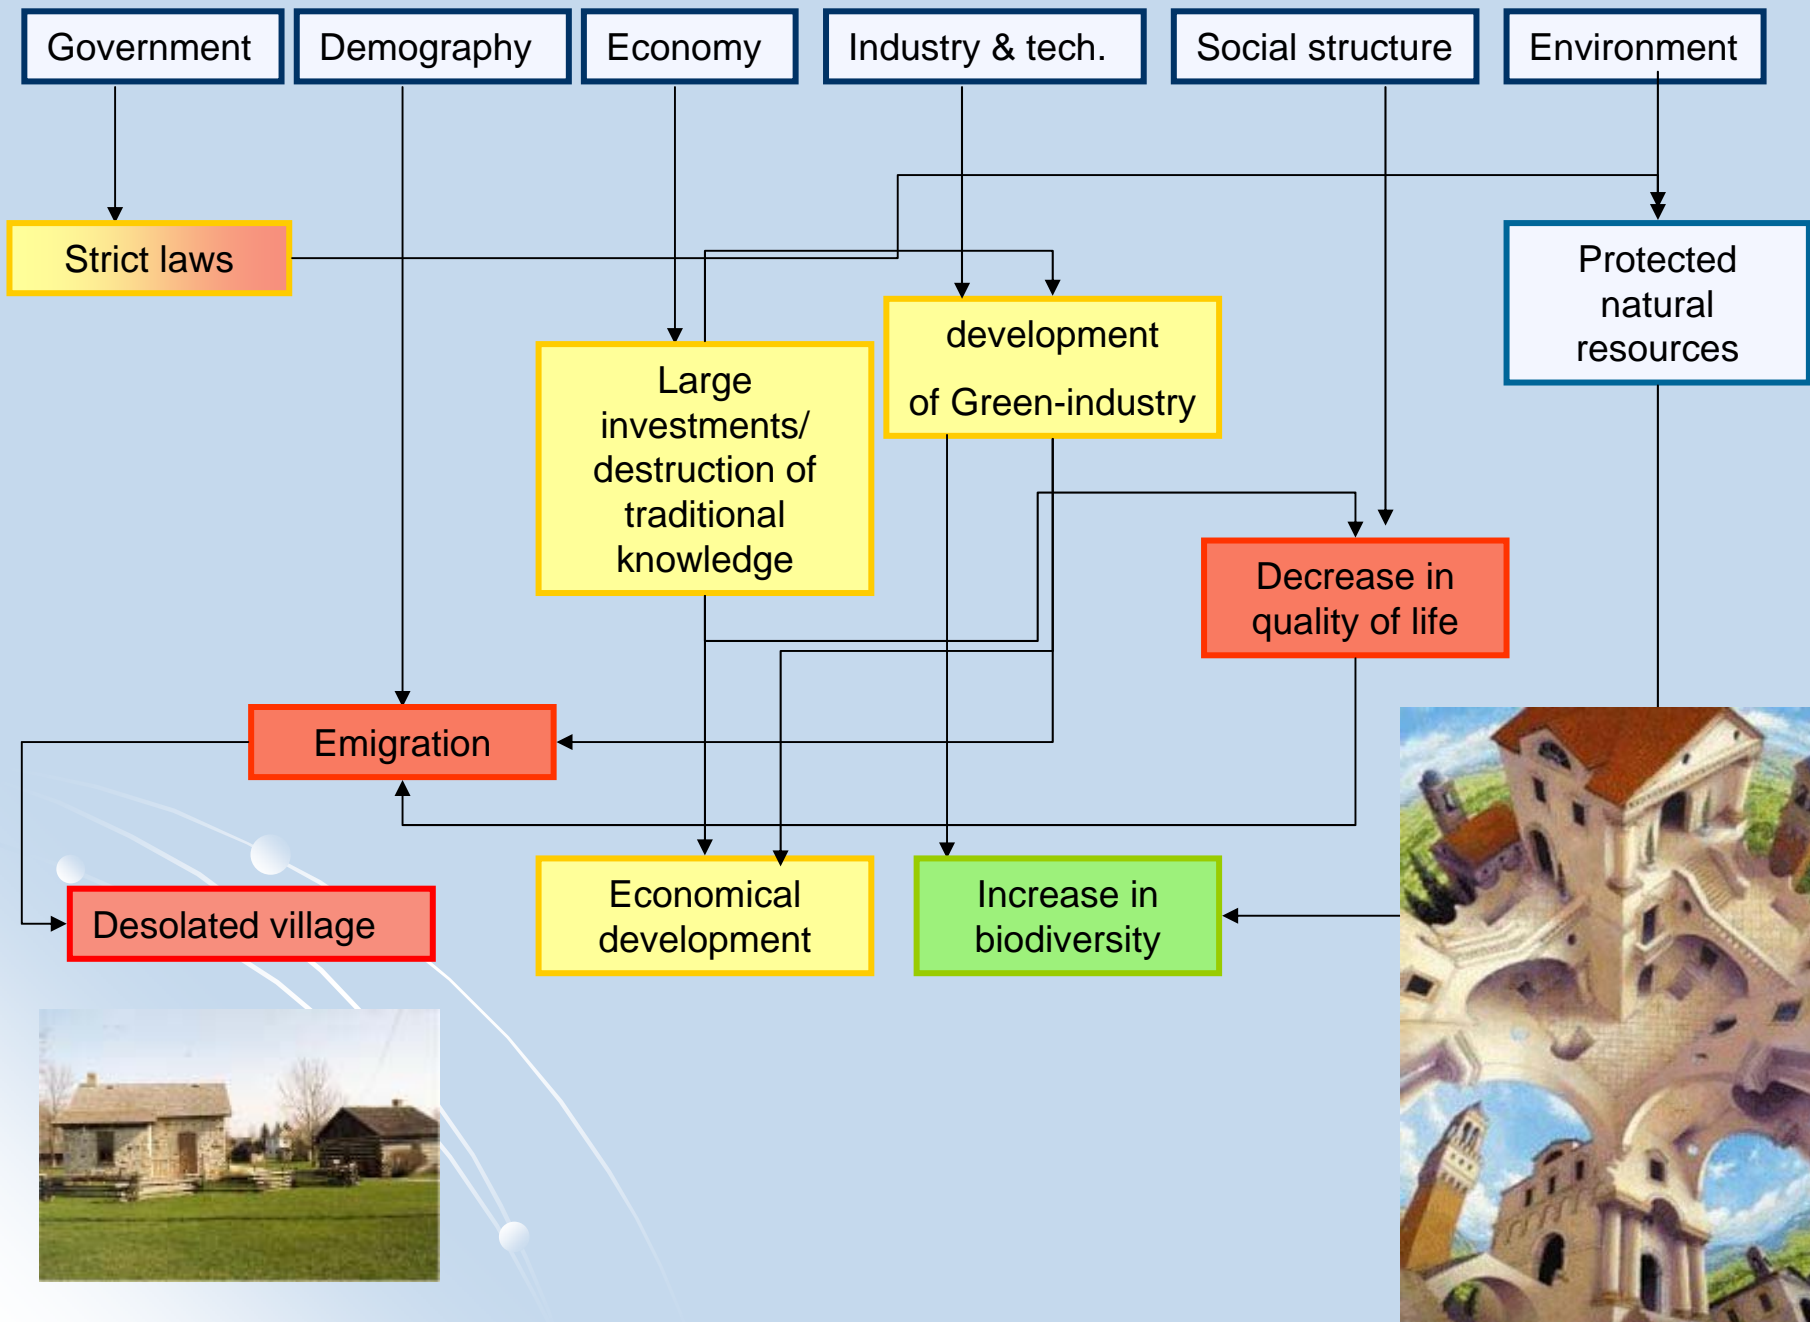 Government
Demography
Economy
Industry & tech.
Social structure
Environment
Strict laws
Protected
natural
resources
development
of Green-industry
Large
investments/
destruction of
traditional
knowledge
Decrease in
quality of life
Emigration
Desolated village
Economical
development
Increase in
biodiversity